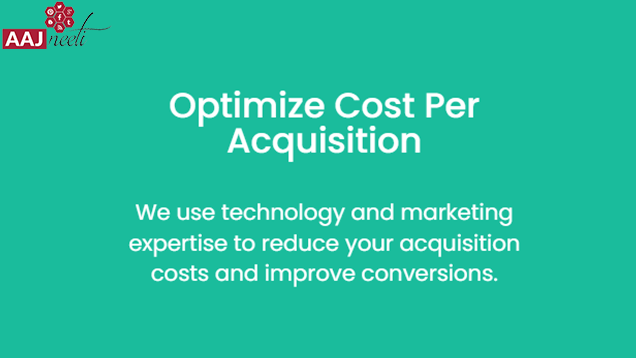 AAJneeti
Optimize Cost Per
Acquisition
We use technology and marketing
expertise to reduce your acquisition
costs and improve conversions.